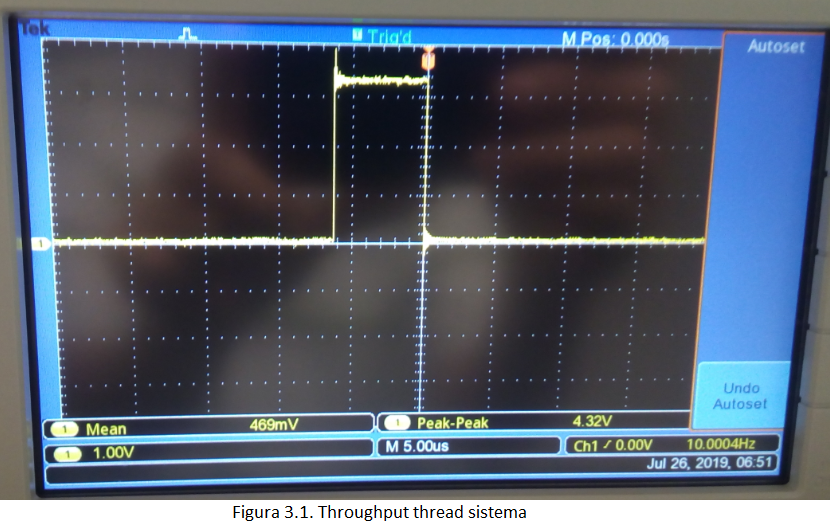 Tek
Trig'd
M Pos: 0.000s
Autoset
1
1 Mean 469mV
1 Peak-Peak 4.32V
Undo
Autoset
1 1.00V
M 5.00us
Ch1 / 0.00V 10.0004Hz
Jul 26, 2019, 06:51
Figura 3.1. Throughput thread sistema